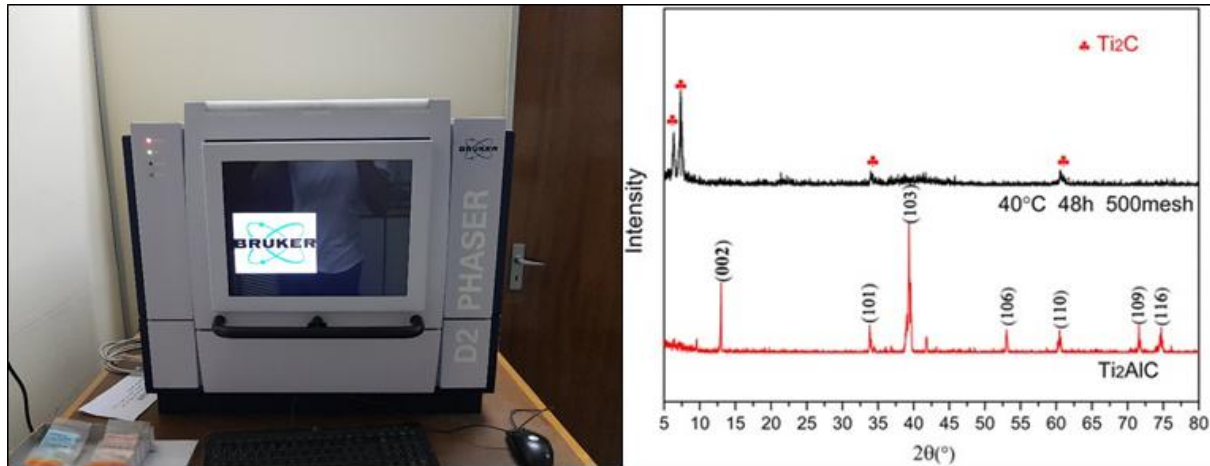 BRUKER
BRUKER
D2 PHASER
♣ Ti₂C
40°C 48h 500mesh
(002)
(101)
(103)
(106)
(110)
(109)
(116)
Ti₂AlC
Intensity
5 10 15 20 25 30 35 40 45 50 55 60 65 70 75 80
2θ(°)